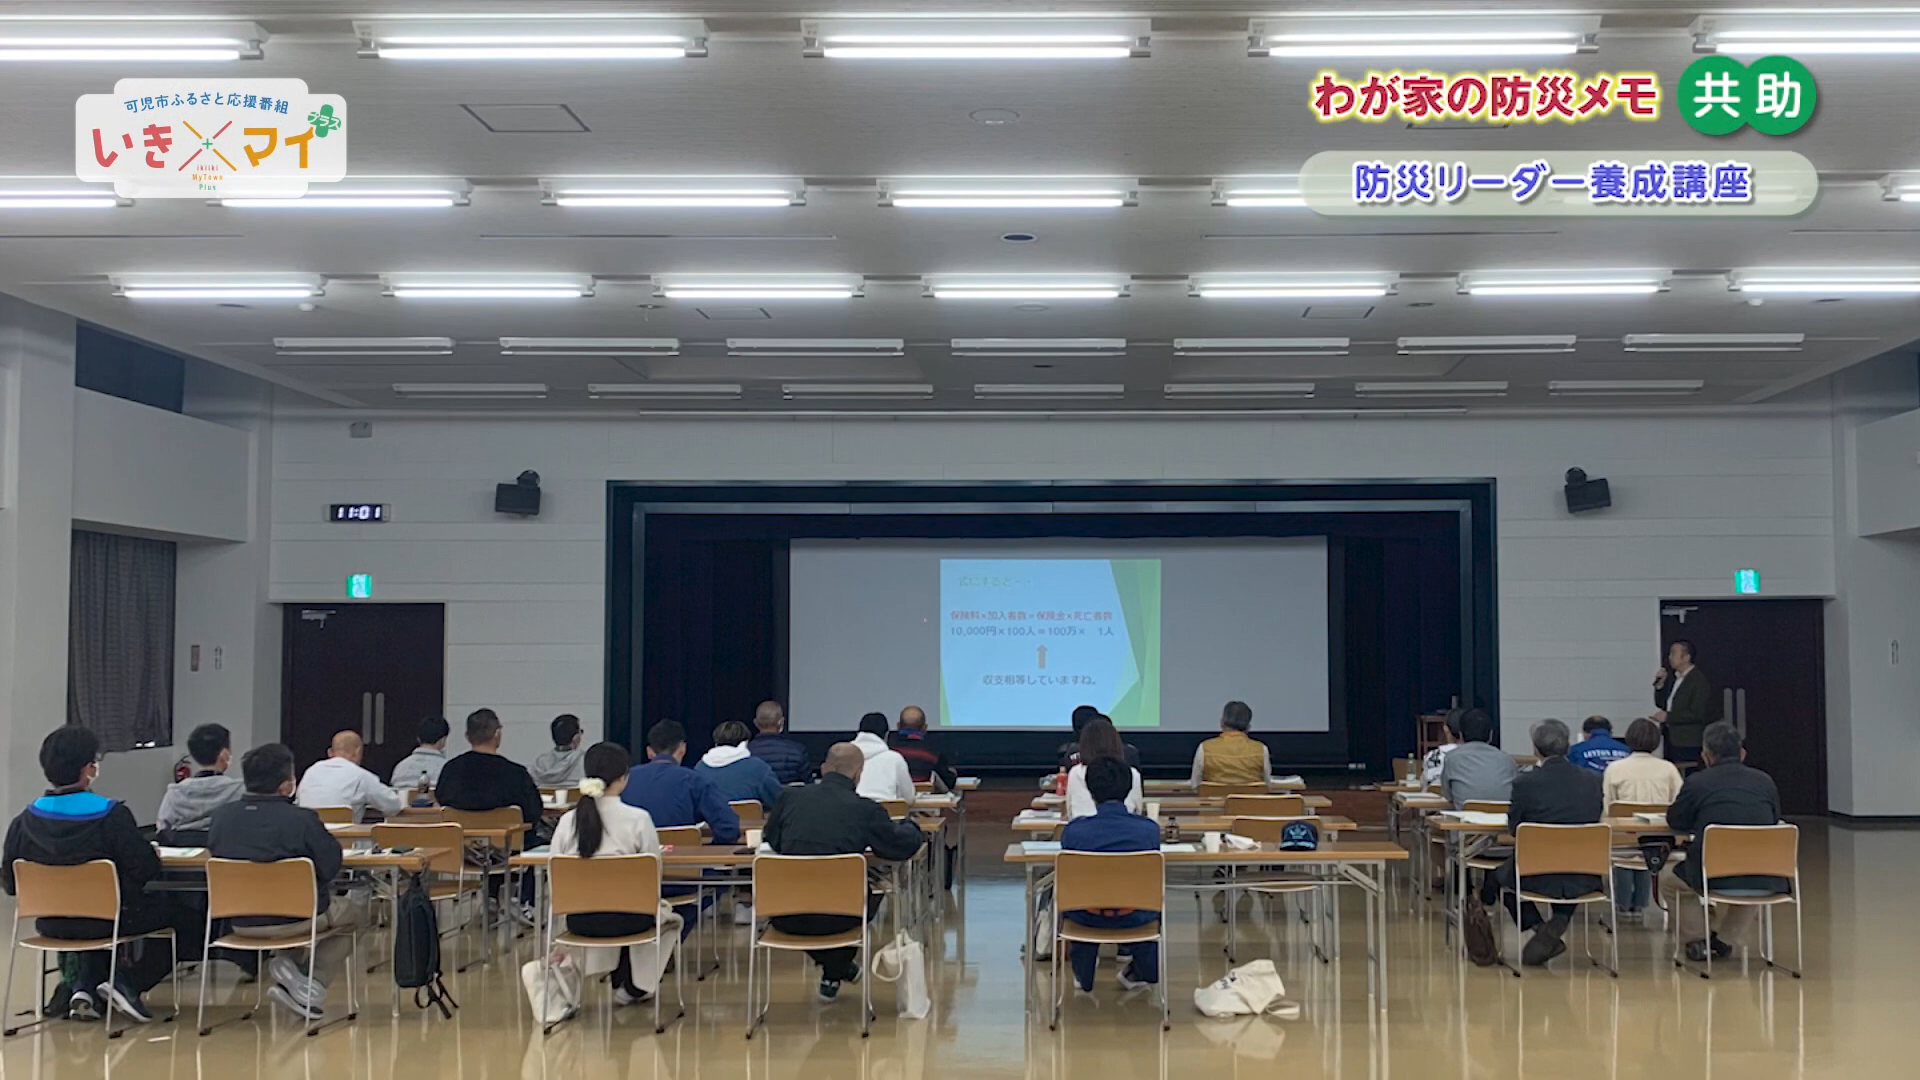 可児市ふるさと応援番組
いき×マイ
プラス
ikiiki
MyTown
Plus
わが家の防災メモ 共助
防災リーダー養成講座
11:01
式にすると・・
保険料×加入者数＝保険金×死亡者数
10,000円×100人＝100万× 1人
収支相等していますね。